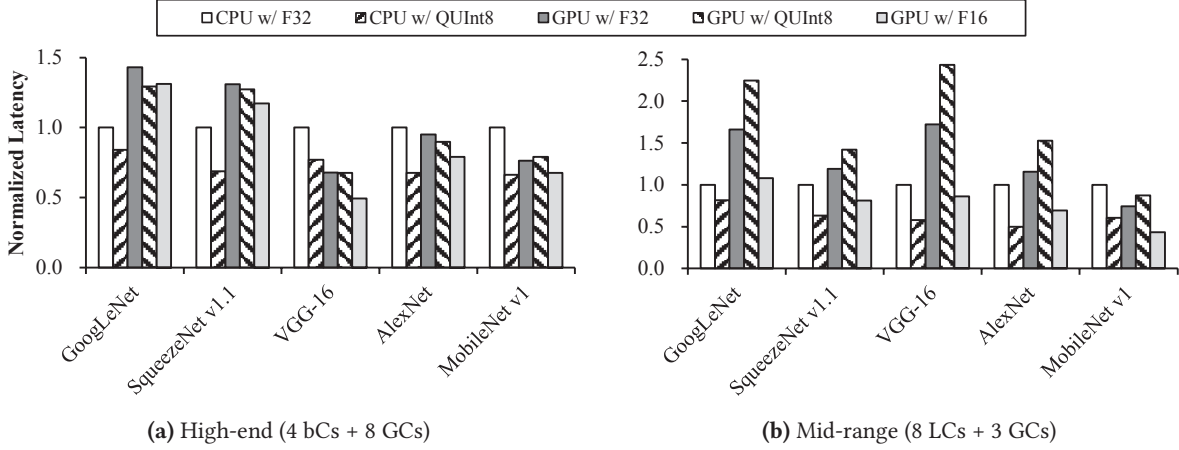 CPU w/ F32 CPU w/ QUInt8 GPU w/ F32 GPU w/ QUInt8 GPU w/ F16
Normalized Latency
1.5
1.0
0.5
0.0
GoogLeNet
SqueezeNet v1.1
VGG-16
AlexNet
MobileNet v1
(a) High-end (4 bCs + 8 GCs)
2.5
2.0
1.5
1.0
0.5
0.0
GoogLeNet
SqueezeNet v1.1
VGG-16
AlexNet
MobileNet v1
(b) Mid-range (8 LCs + 3 GCs)